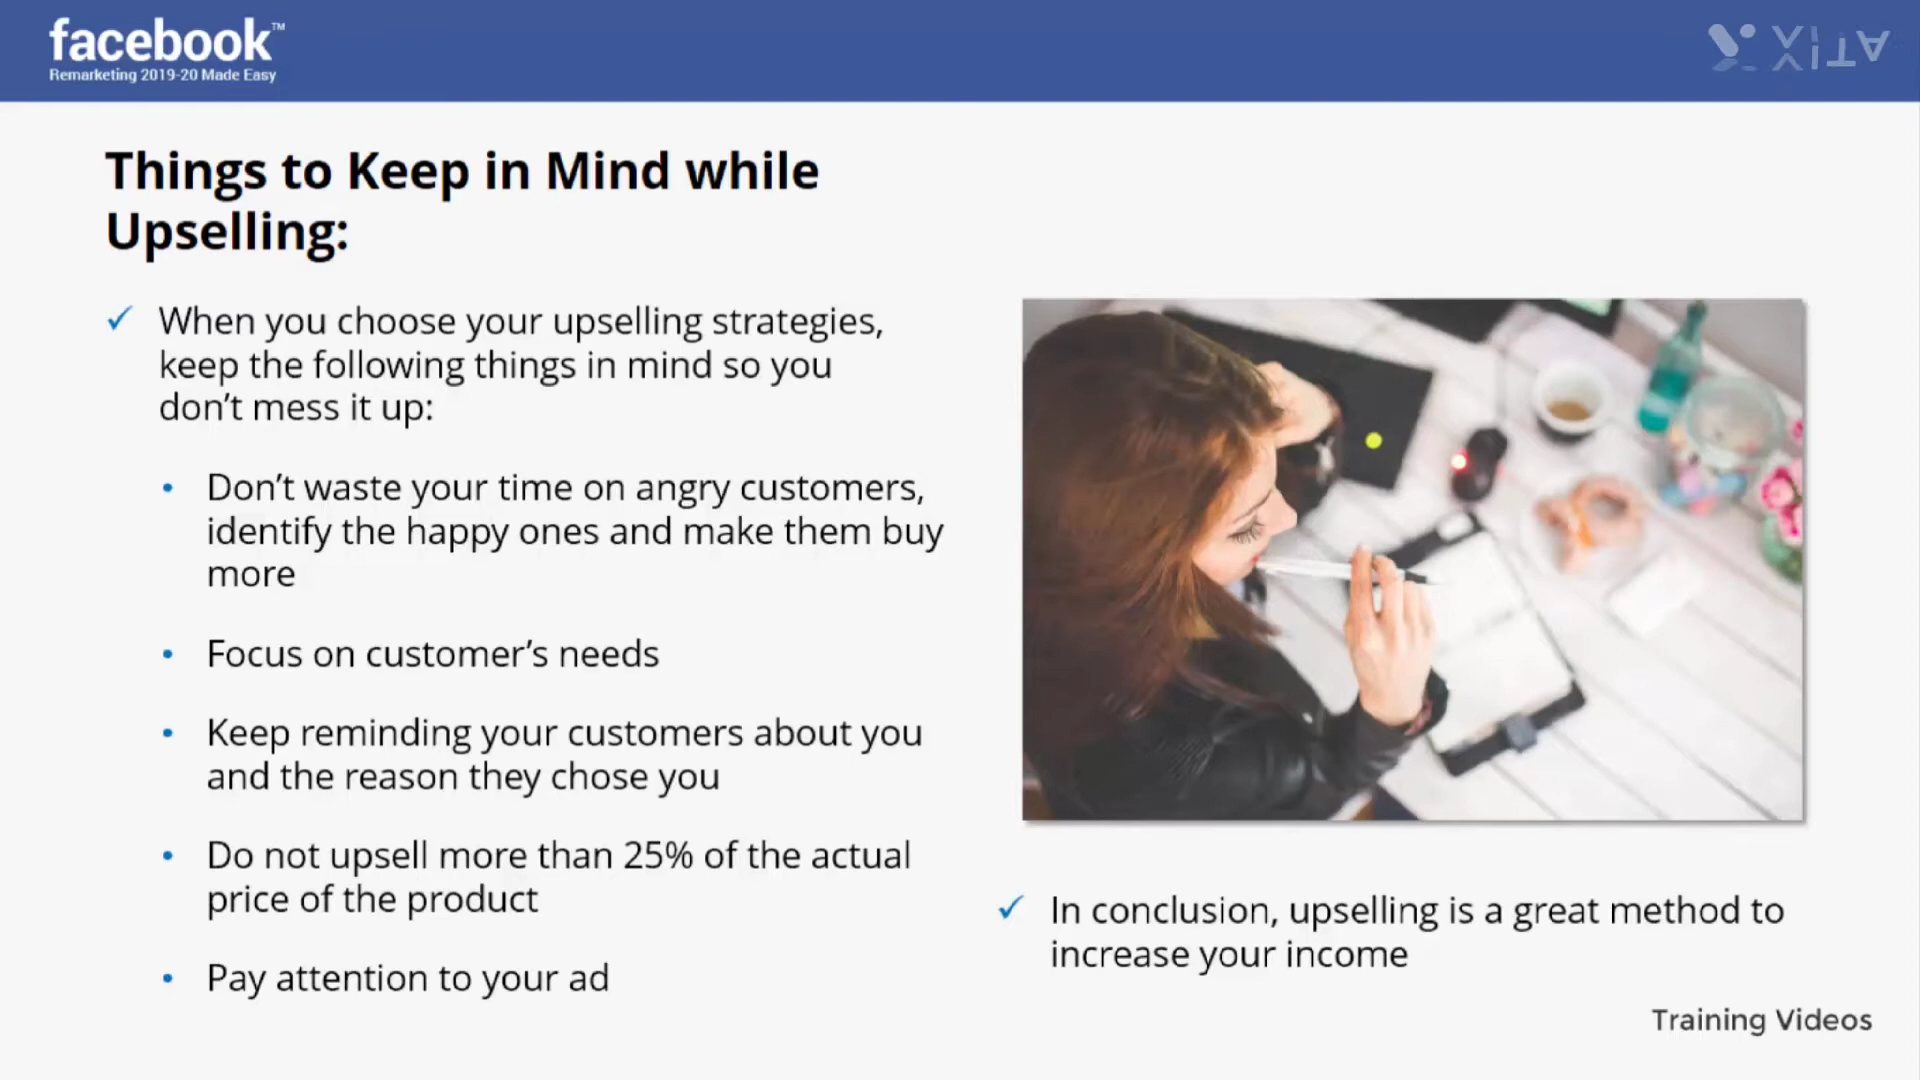 facebook™
Remarketing 2019-20 Made Easy
Things to Keep in Mind while
Upselling:
When you choose your upselling strategies,
keep the following things in mind so you
don't mess it up:
Don't waste your time on angry customers,
identify the happy ones and make them buy
more
Focus on customer's needs
Keep reminding your customers about you
and the reason they chose you
Do not upsell more than 25% of the actual
price of the product
Pay attention to your ad
In conclusion, upselling is a great method to
increase your income
Training Videos